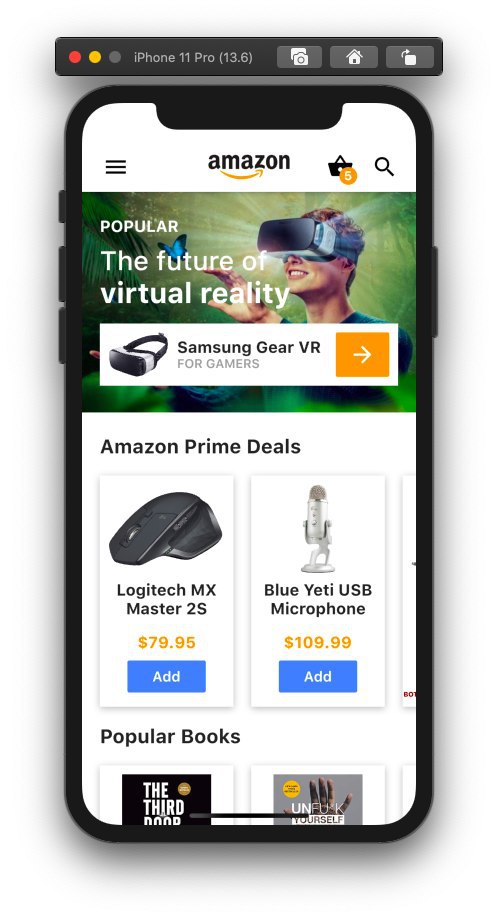 iPhone 11 Pro (13.6)
amazon
5
POPULAR
The future of
virtual reality
Samsung Gear VR
FOR GAMERS
Amazon Prime Deals
Logitech MX
Master 2S
$79.95
Add
Blue Yeti USB
Microphone
$109.99
Add
BOT
Popular Books
THE
THIRD
DOOR
UNFU*K
YOURSELF